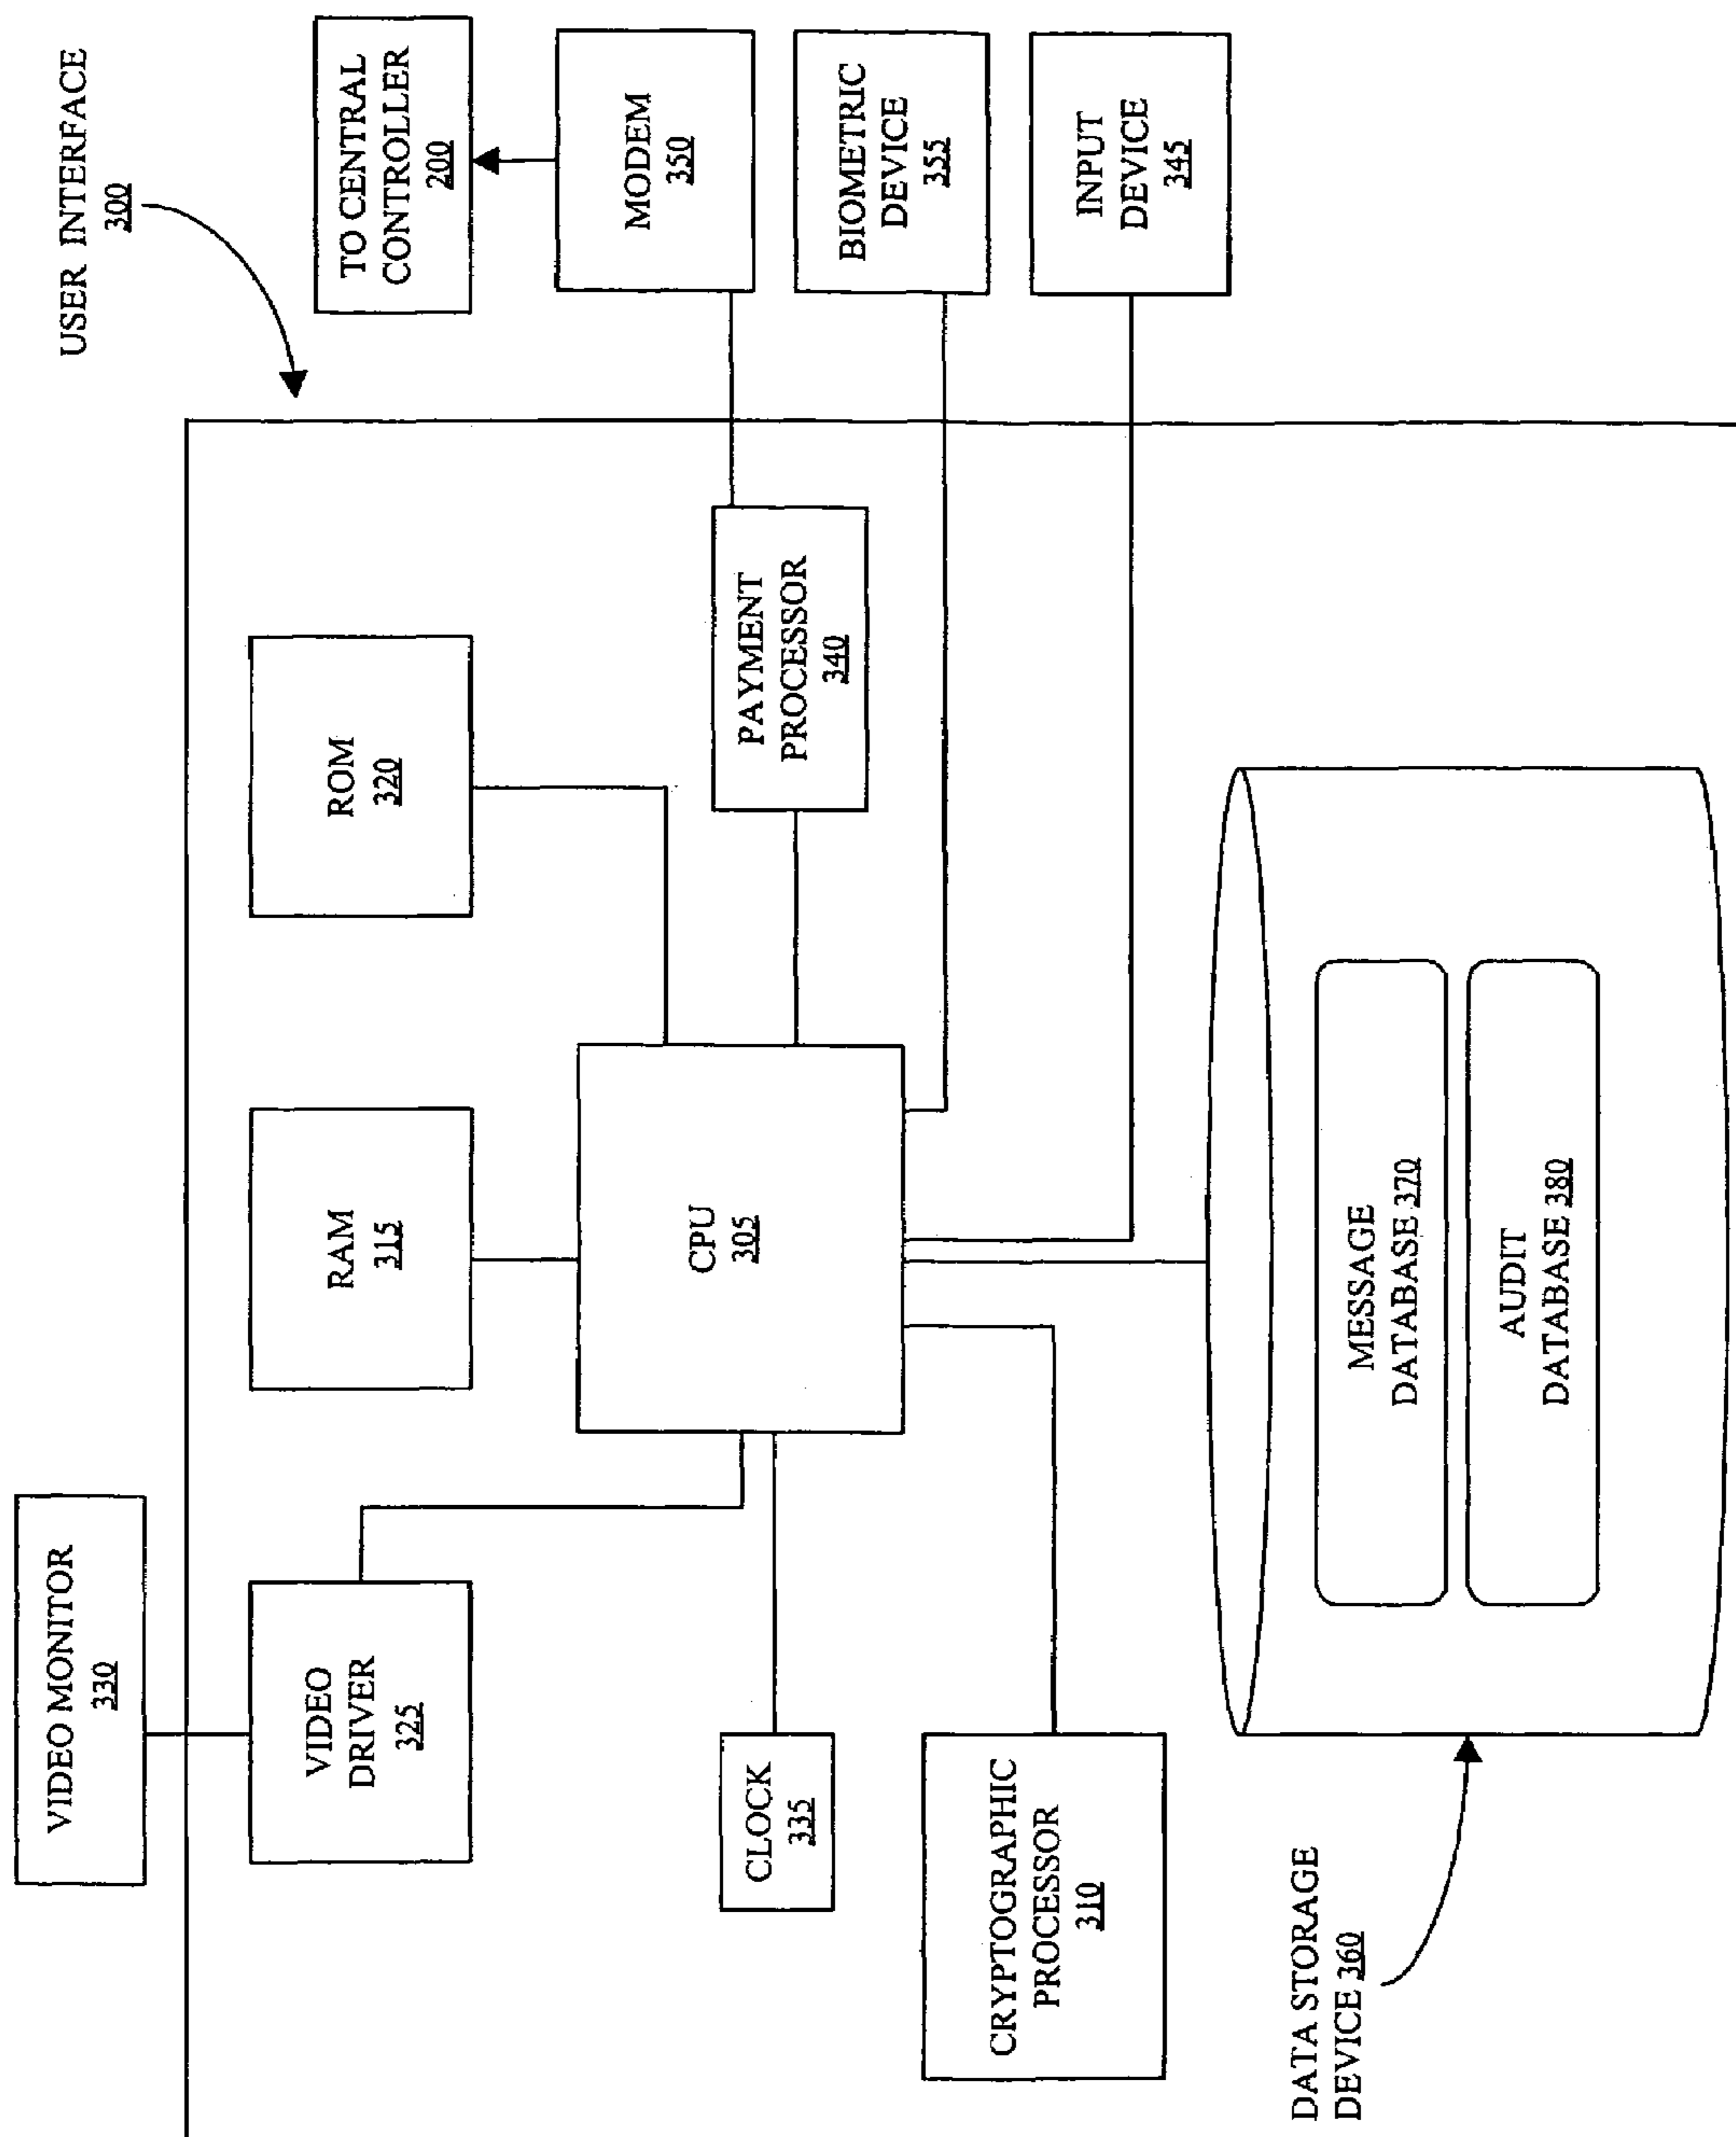 USER INTERFACE
300
VIDEO MONITOR
330
VIDEO
DRIVER
325
RAM
315
ROM
320
TO CENTRAL
CONTROLLER
200
MODEM
350
CLOCK
335
CPU
305
PAYMENT
PROCESSOR
340
BIOMETRIC
DEVICE
355
CRYPTOGRAPHIC
PROCESSOR
310
INPUT
DEVICE
345
DATA STORAGE
DEVICE 360
MESSAGE
DATABASE 370
AUDIT
DATABASE 380